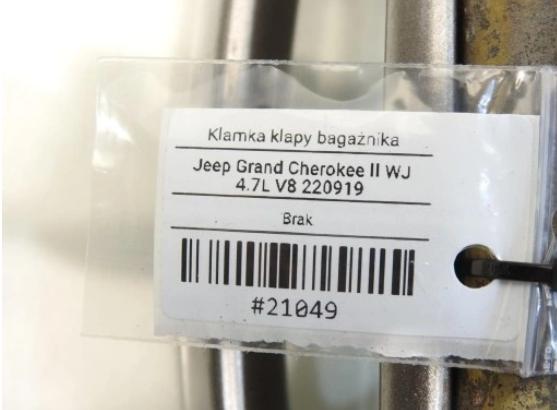 Klamka klapy bagażnika
Jeep Grand Cherokee II WJ
4.7L V8 220919
Brak
#21049